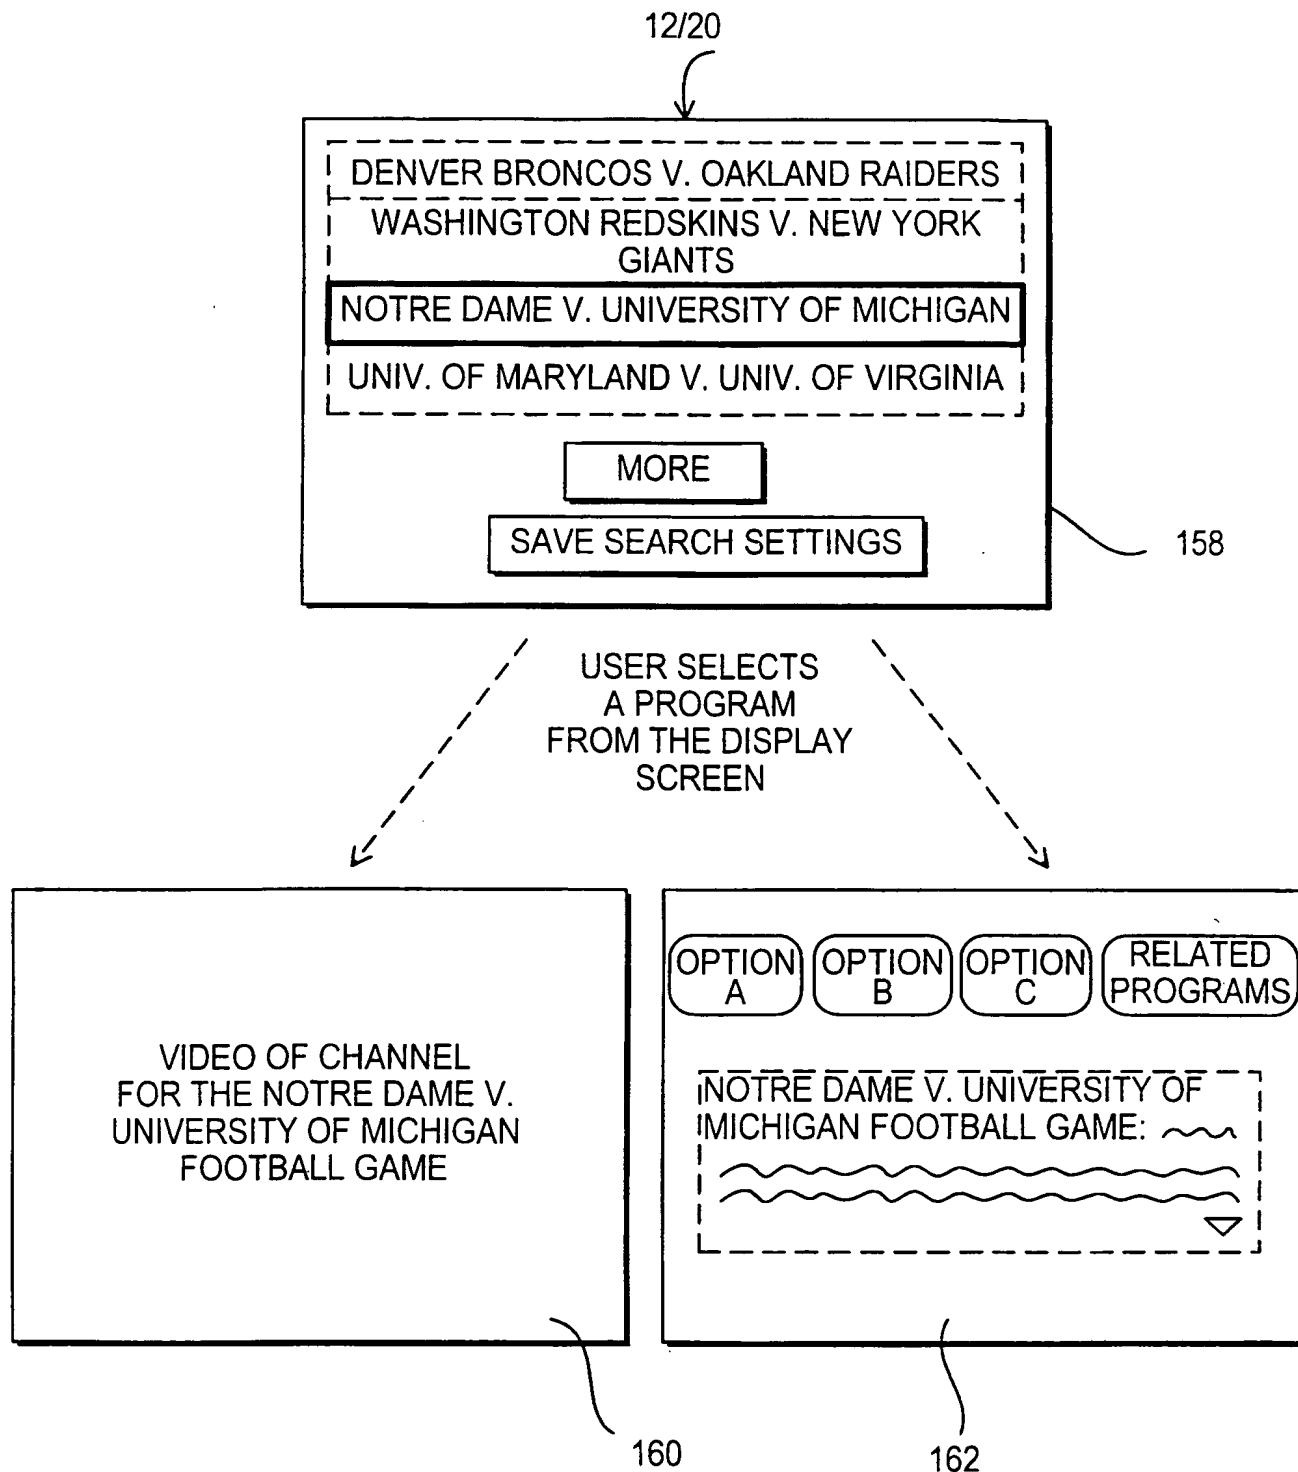 12/20
DENVER BRONCOS V. OAKLAND RAIDERS
WASHINGTON REDSKINS V. NEW YORK
GIANTS
NOTRE DAME V. UNIVERSITY OF MICHIGAN
UNIV. OF MARYLAND V. UNIV. OF VIRGINIA
MORE
SAVE SEARCH SETTINGS
158
USER SELECTS
A PROGRAM
FROM THE DISPLAY
SCREEN
VIDEO OF CHANNEL
FOR THE NOTRE DAME V.
UNIVERSITY OF MICHIGAN
FOOTBALL GAME
160
OPTION
A
OPTION
B
OPTION
C
RELATED
PROGRAMS
NOTRE DAME V. UNIVERSITY OF
MICHIGAN FOOTBALL GAME:
162